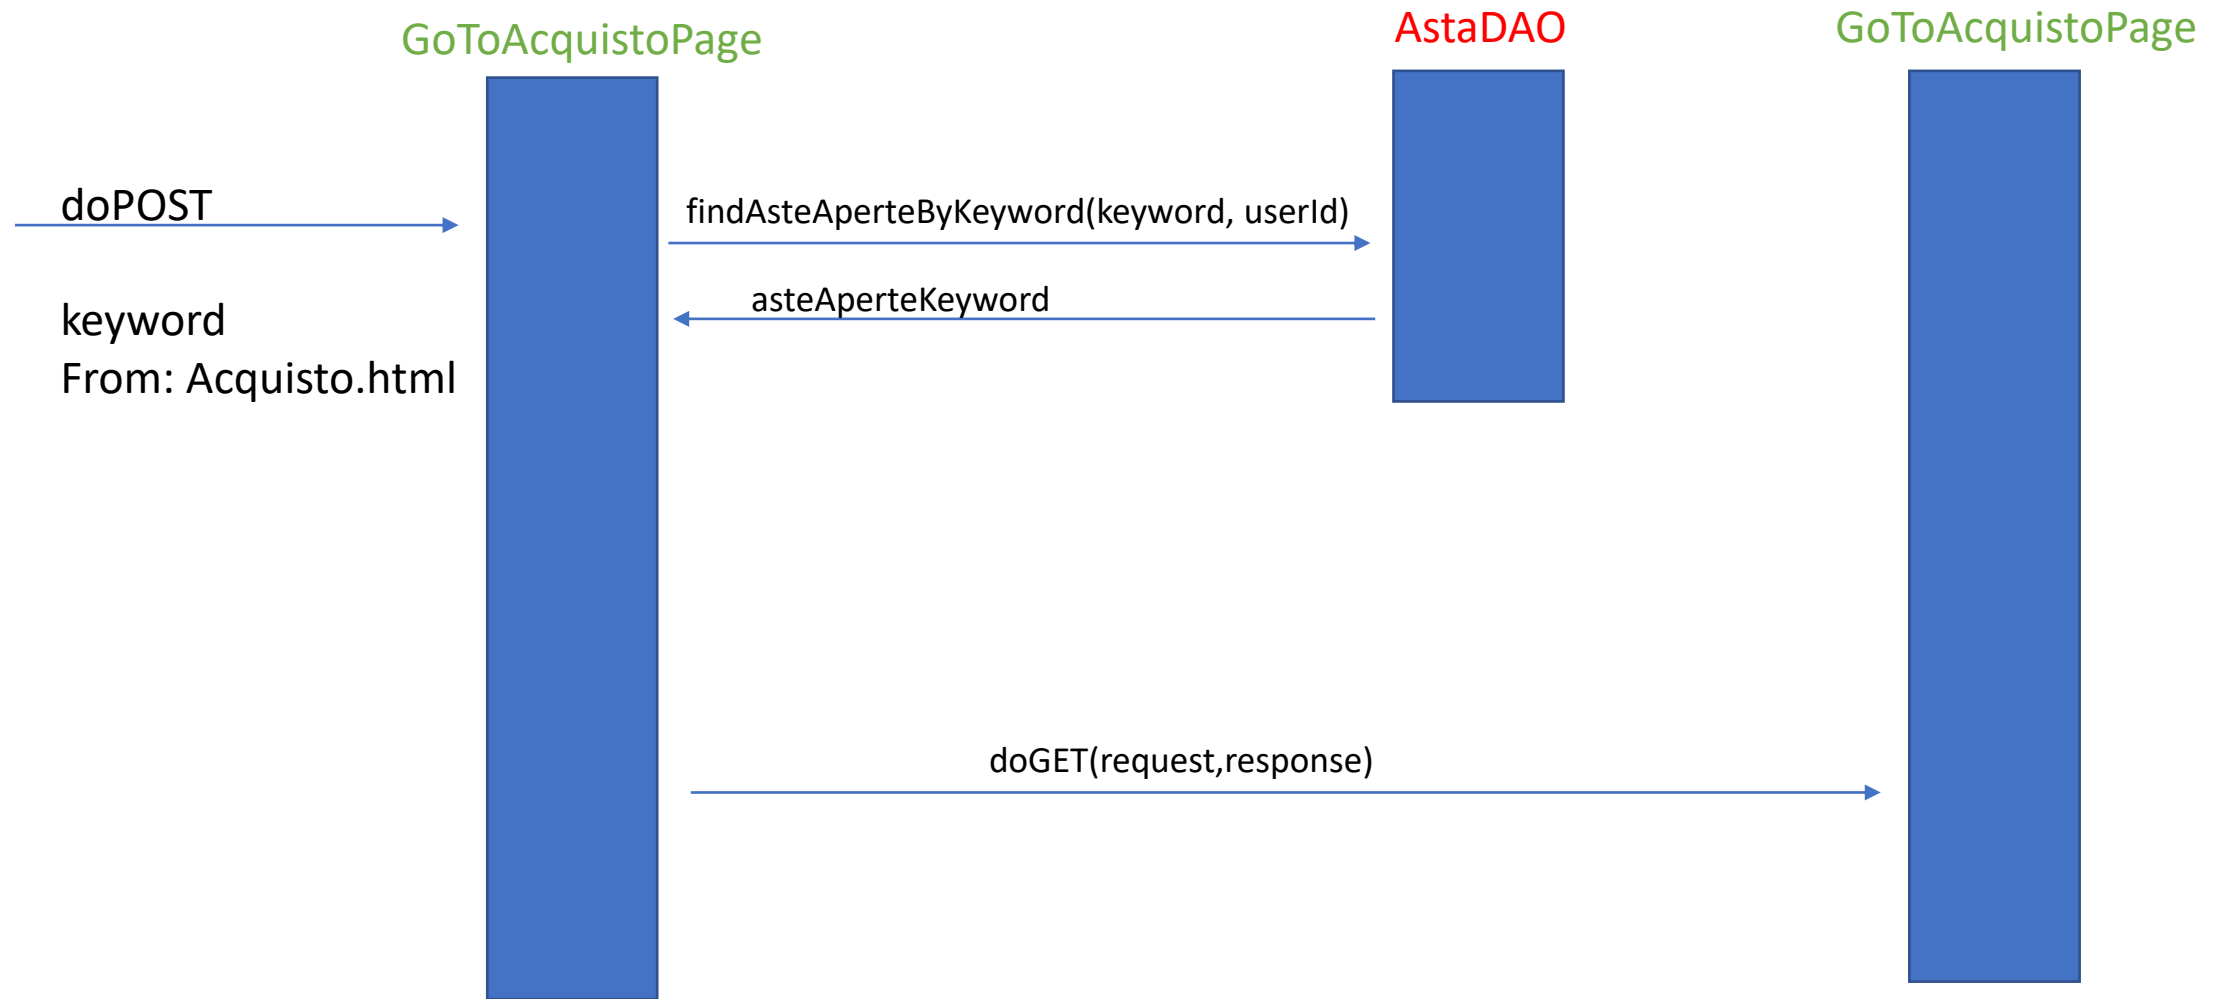 GoToAcquistoPage
AstaDAO
GoToAcquistoPage
doPOST
findAsteAperteByKeyword(keyword, userId)
asteAperteKeyword
keyword
From: Acquisto.html
doGET(request,response)